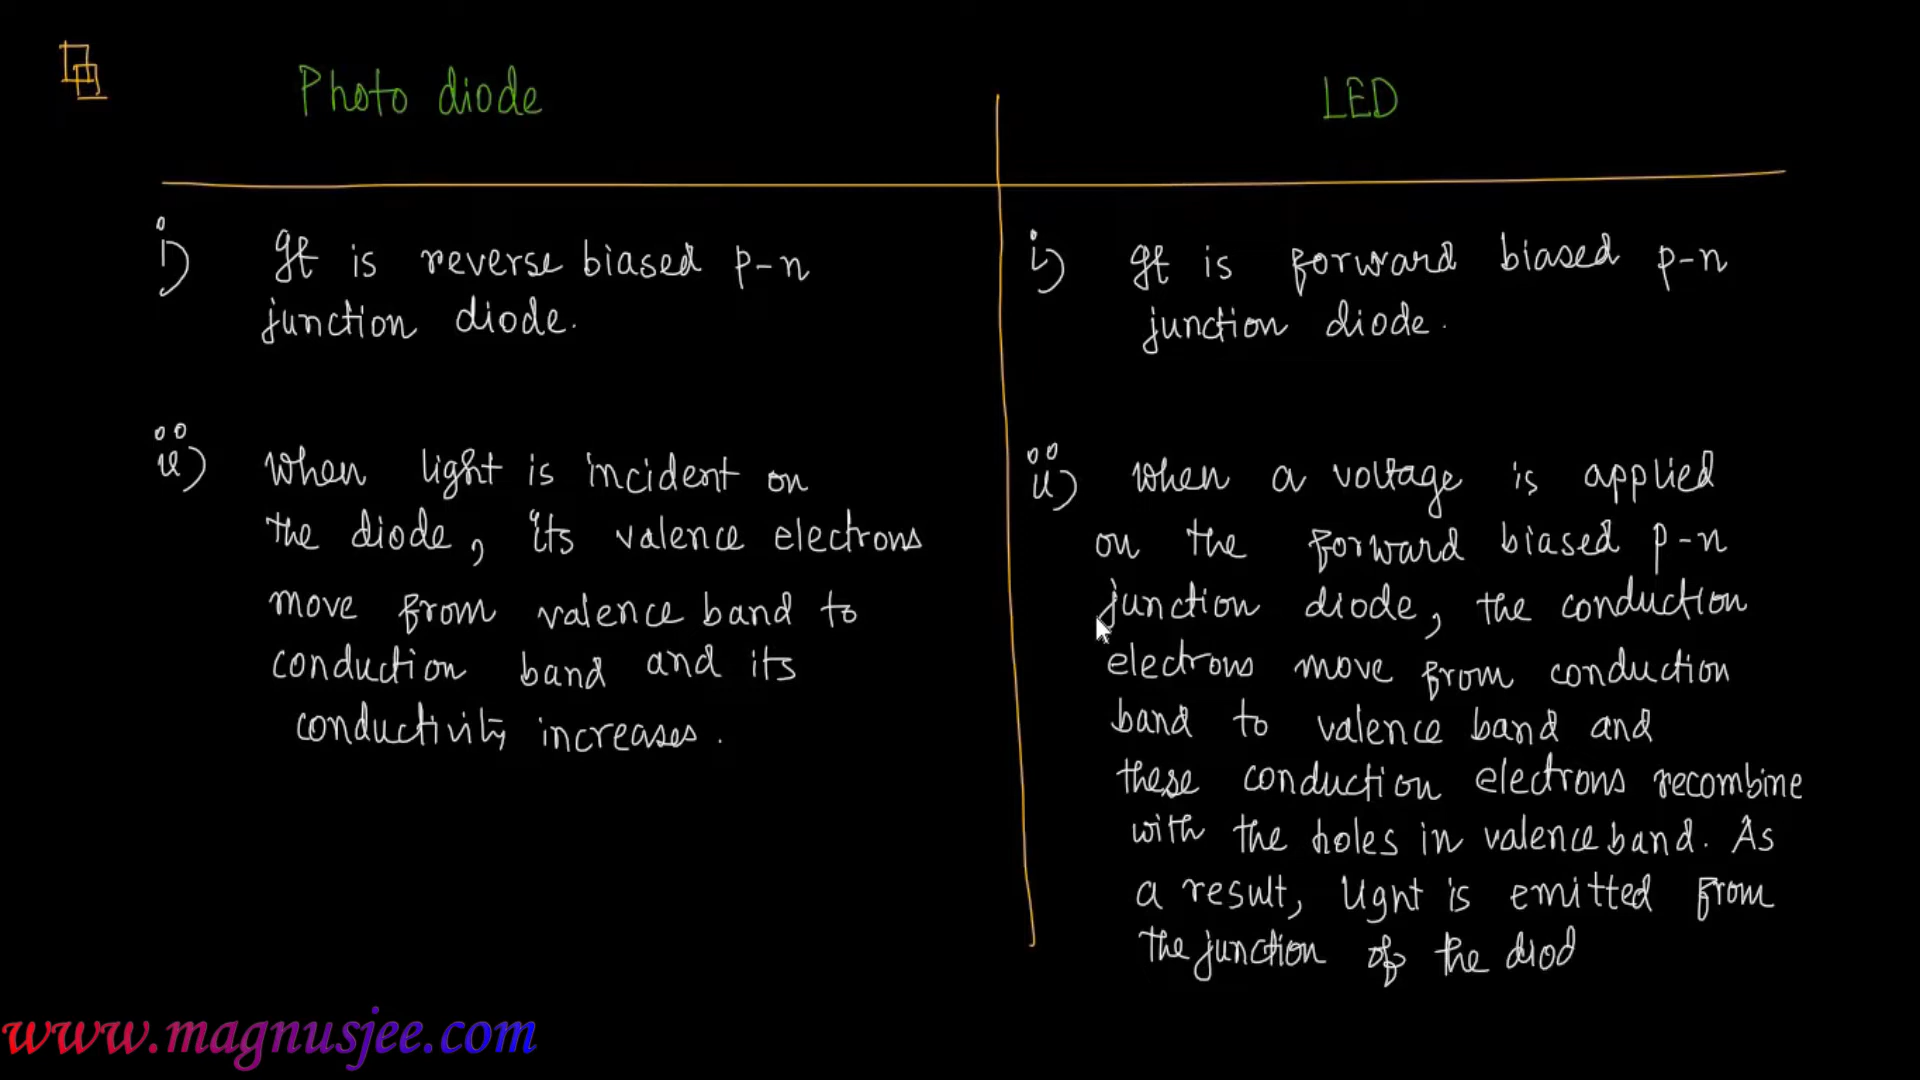 Photo diode
LED
i) It is reverse biased p-n
junction diode.
ii) When light is incident on
the diode, its valence electrons
move from valence band to
conduction band and its
conductivity increases.
i) It is forward biased p-n
junction diode.
ii) When a voltage is applied
on the forward biased p-n
junction diode, the conduction
electrons move from conduction
band to valence band and
these conduction electrons recombine
with the holes in valence band. As
a result, light is emitted from
the junction of the diod
www.magnusjee.com